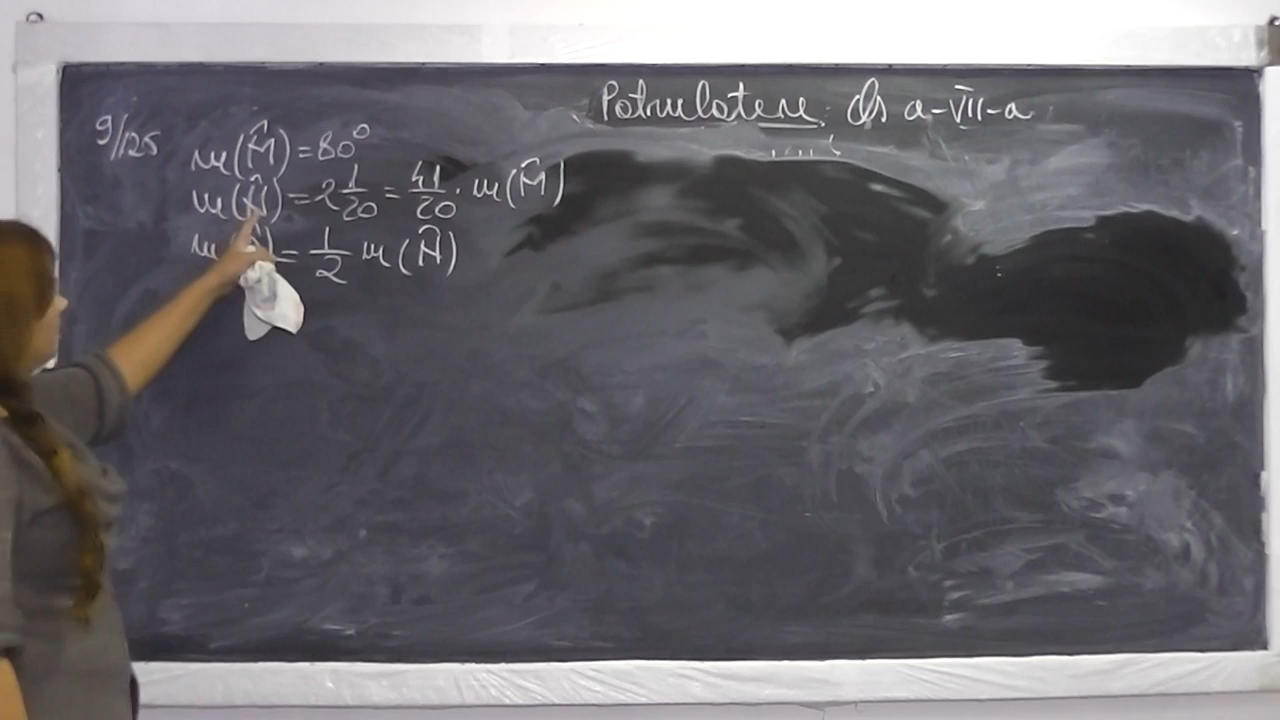 Patrulatere. Cls a-VII-a
9/125
m(M̂) = 80°
m(N̂) = 2 1/20 = 41/20 · m(M̂)
m( ) = 1/2 m(N̂)